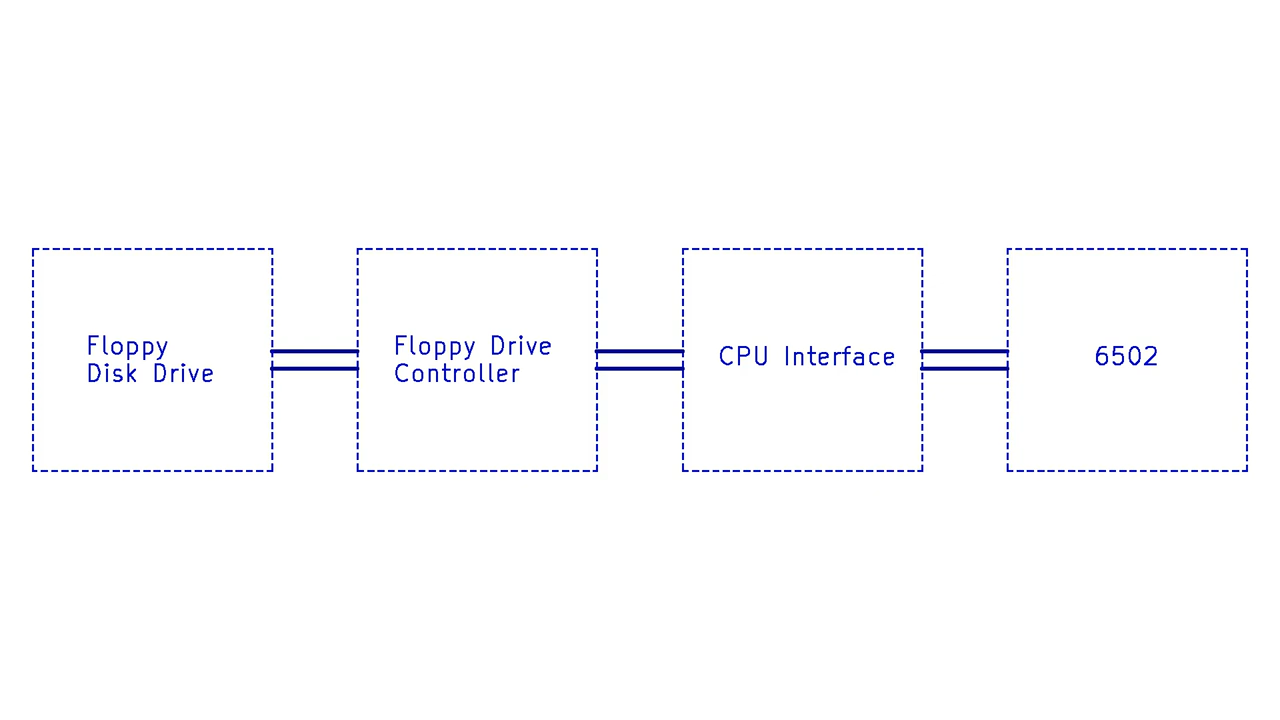 Floppy
Disk Drive
Floppy Drive
Controller
CPU Interface
6502